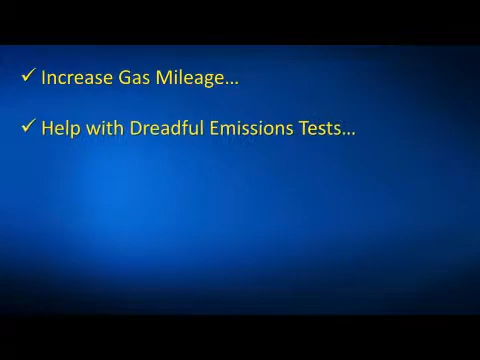 ✓ Increase Gas Mileage...
✓ Help with Dreadful Emissions Tests...